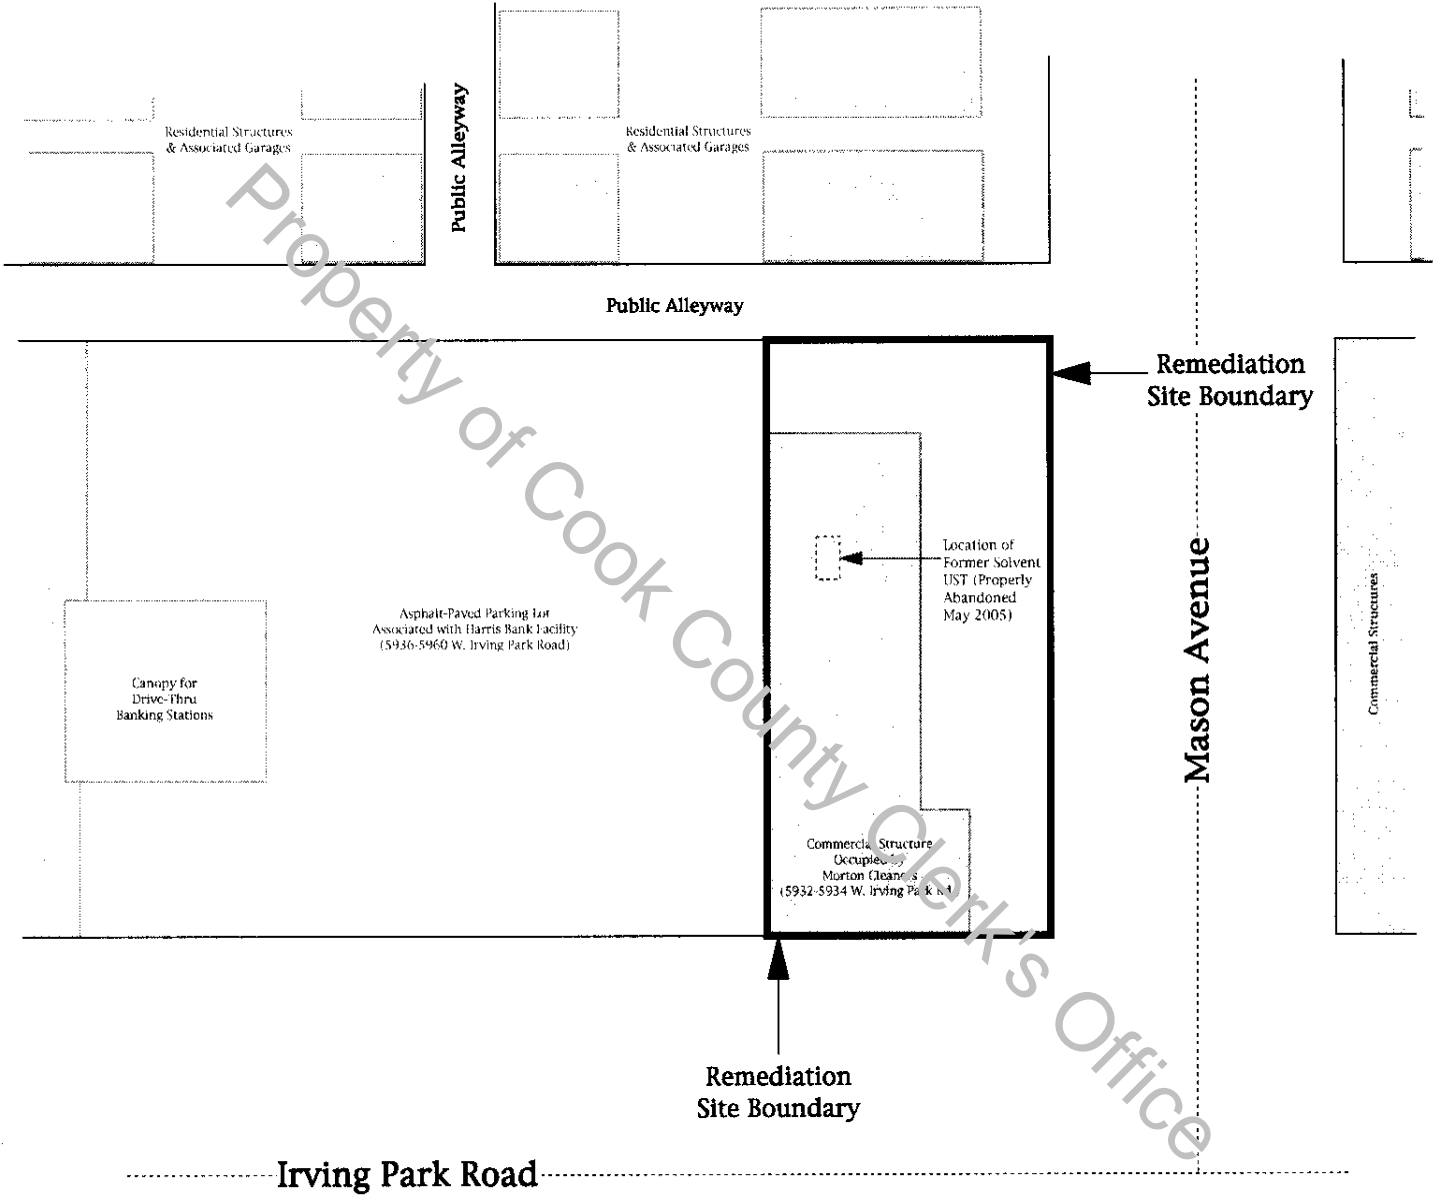 Residential Structures
& Associated Garages
Public Alleyway
Residential Structures
& Associated Garages
Public Alleyway
Remediation
Site Boundary
Location of
Former Solvent
UST (Properly
Abandoned
May 2005)
Asphalt-Paved Parking Lot
Associated with Harris Bank Facility
(5936-5960 W. Irving Park Road)
Canopy for
Drive-Thru
Banking Stations
Mason Avenue
Commercial Structures
Commercial Structure
Occupied by
Morton Cleaners
(5932-5934 W. Irving Park Rd.)
Remediation
Site Boundary
Irving Park Road
Property of Cook County Clerk's Office